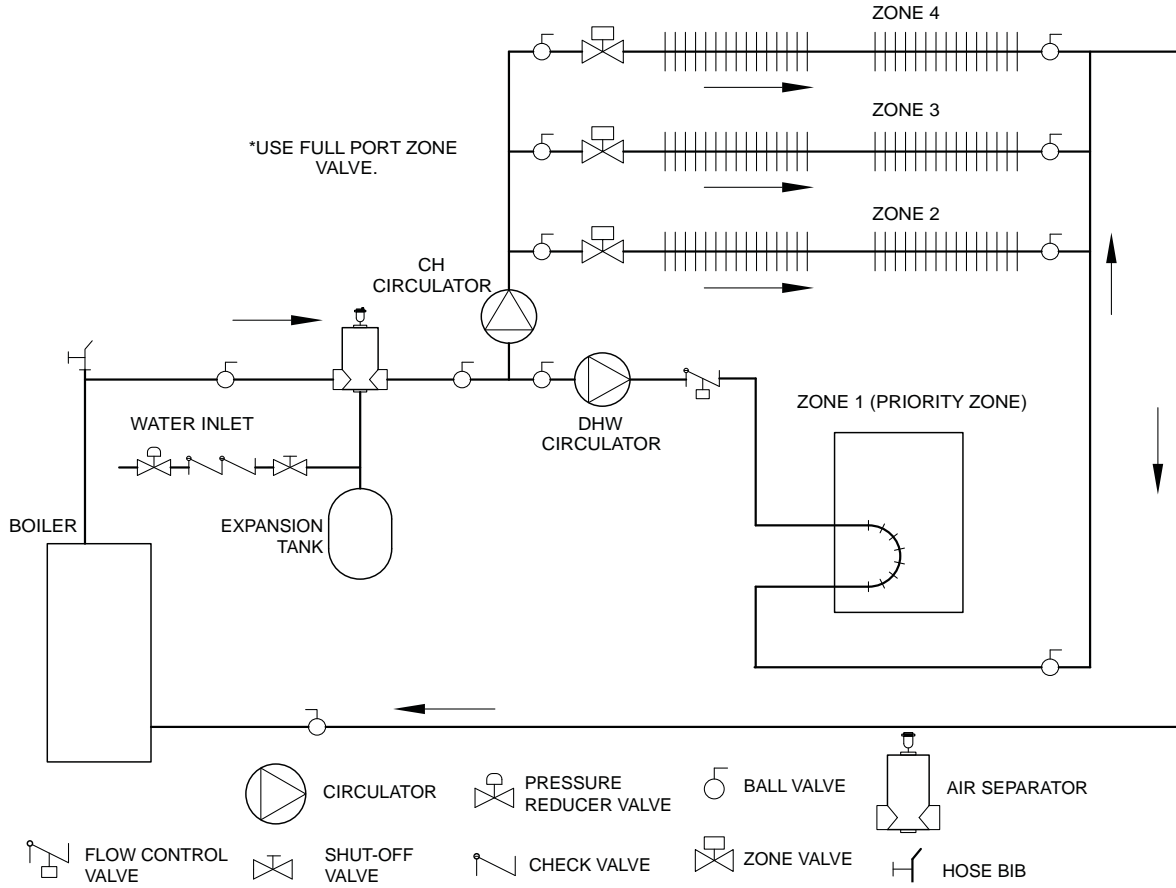 ZONE 4
*USE FULL PORT ZONE
VALVE.
ZONE 3
ZONE 2
CH
CIRCULATOR
ZONE 1 (PRIORITY ZONE)
WATER INLET
DHW
CIRCULATOR
BOILER
EXPANSION
TANK
CIRCULATOR
PRESSURE
REDUCER VALVE
BALL VALVE
AIR SEPARATOR
FLOW CONTROL
VALVE
SHUT-OFF
VALVE
CHECK VALVE
ZONE VALVE
HOSE BIB